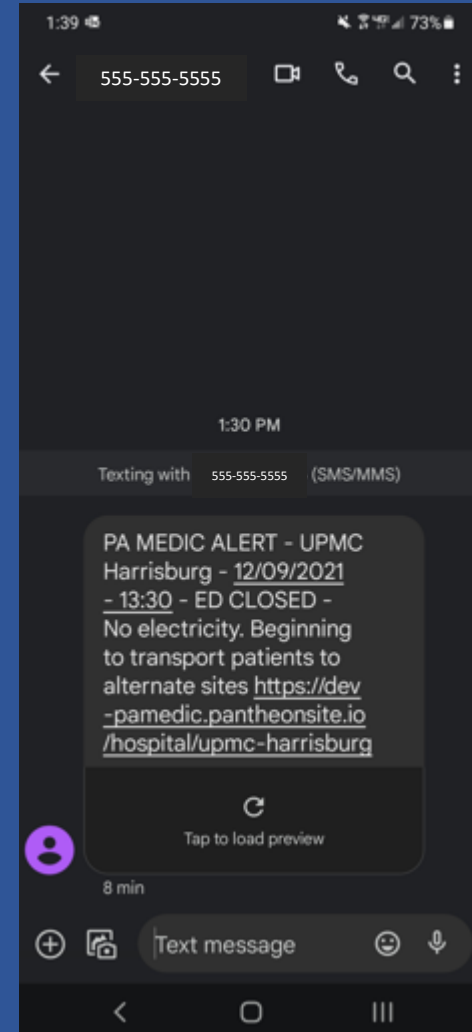 1:39 73%
555-555-5555
1:30 PM
Texting with 555-555-5555 (SMS/MMS)
PA MEDIC ALERT - UPMC
Harrisburg - 12/09/2021
- 13:30 - ED CLOSED -
No electricity. Beginning
to transport patients to
alternate sites https://dev
-pamedic.pantheonsite.io
/hospital/upmc-harrisburg
Tap to load preview
8 min
Text message